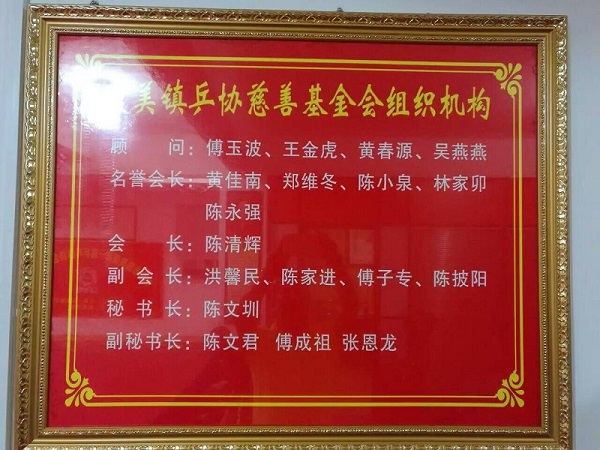 美镇乒协慈善基金会组织机构
顾 问：傅玉波、王金虎、黄春源、吴燕燕
名誉会长：黄佳南、郑维冬、陈小泉、林家卯
陈永强
会 长：陈清辉
副 会 长：洪馨民、陈家进、傅子专、陈披阳
秘 书 长：陈文圳
副秘书长：陈文君 傅成祖 张恩龙